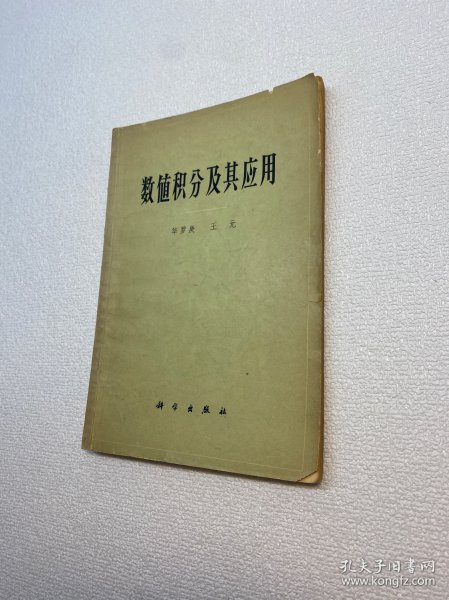 数值积分及其应用
华罗庚 王元
科学出版社
孔夫子旧书网
www.kongfz.com